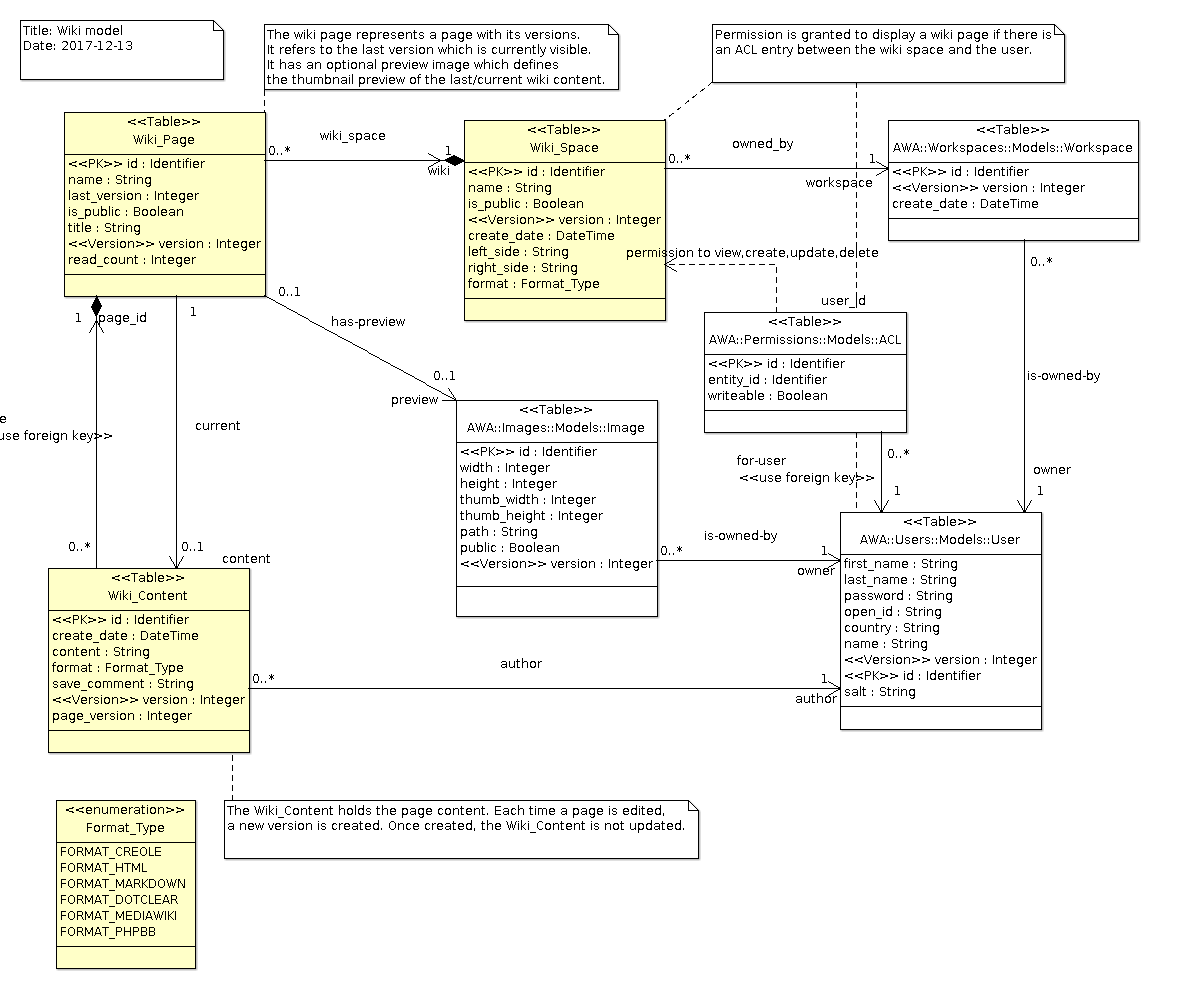 Title: Wiki model
Date: 2017-12-13
The wiki page represents a page with its versions.
It refers to the last version which is currently visible.
It has an optional preview image which defines
the thumbnail preview of the last/current wiki content.
Permission is granted to display a wiki page if there is
an ACL entry between the wiki space and the user.
<<Table>>
Wiki_Page
<<PK>> id : Identifier
name : String
last_version : Integer
is_public : Boolean
title : String
<<Version>> version : Integer
read_count : Integer
wiki_space
0..*
1
wiki
<<Table>>
Wiki_Space
<<PK>> id : Identifier
name : String
is_public : Boolean
<<Version>> version : Integer
create_date : DateTime
left_side : String
right_side : String
format : Format_Type
owned_by
0..*
1
workspace
<<Table>>
AWA::Workspaces::Models::Workspace
<<PK>> id : Identifier
<<Version>> version : Integer
create_date : DateTime
permission to view,create,update,delete
user_id
0..*
is-owned-by
owner
1
<<Table>>
AWA::Permissions::Models::ACL
<<PK>> id : Identifier
entity_id : Identifier
writeable : Boolean
0..*
for-user
<<use foreign key>>
1
1
page_id
1
0..1
has-preview
0..1
preview
e
use foreign key>>
current
0..*
0..1
content
<<Table>>
AWA::Images::Models::Image
<<PK>> id : Identifier
width : Integer
height : Integer
thumb_width : Integer
thumb_height : Integer
path : String
public : Boolean
<<Version>> version : Integer
is-owned-by
0..*
1
owner
<<Table>>
AWA::Users::Models::User
first_name : String
last_name : String
password : String
open_id : String
country : String
name : String
<<Version>> version : Integer
<<PK>> id : Identifier
salt : String
<<Table>>
Wiki_Content
<<PK>> id : Identifier
create_date : DateTime
content : String
format : Format_Type
save_comment : String
<<Version>> version : Integer
page_version : Integer
author
0..*
1
author
The Wiki_Content holds the page content. Each time a page is edited,
a new version is created. Once created, the Wiki_Content is not updated.
<<enumeration>>
Format_Type
FORMAT_CREOLE
FORMAT_HTML
FORMAT_MARKDOWN
FORMAT_DOTCLEAR
FORMAT_MEDIAWIKI
FORMAT_PHPBB